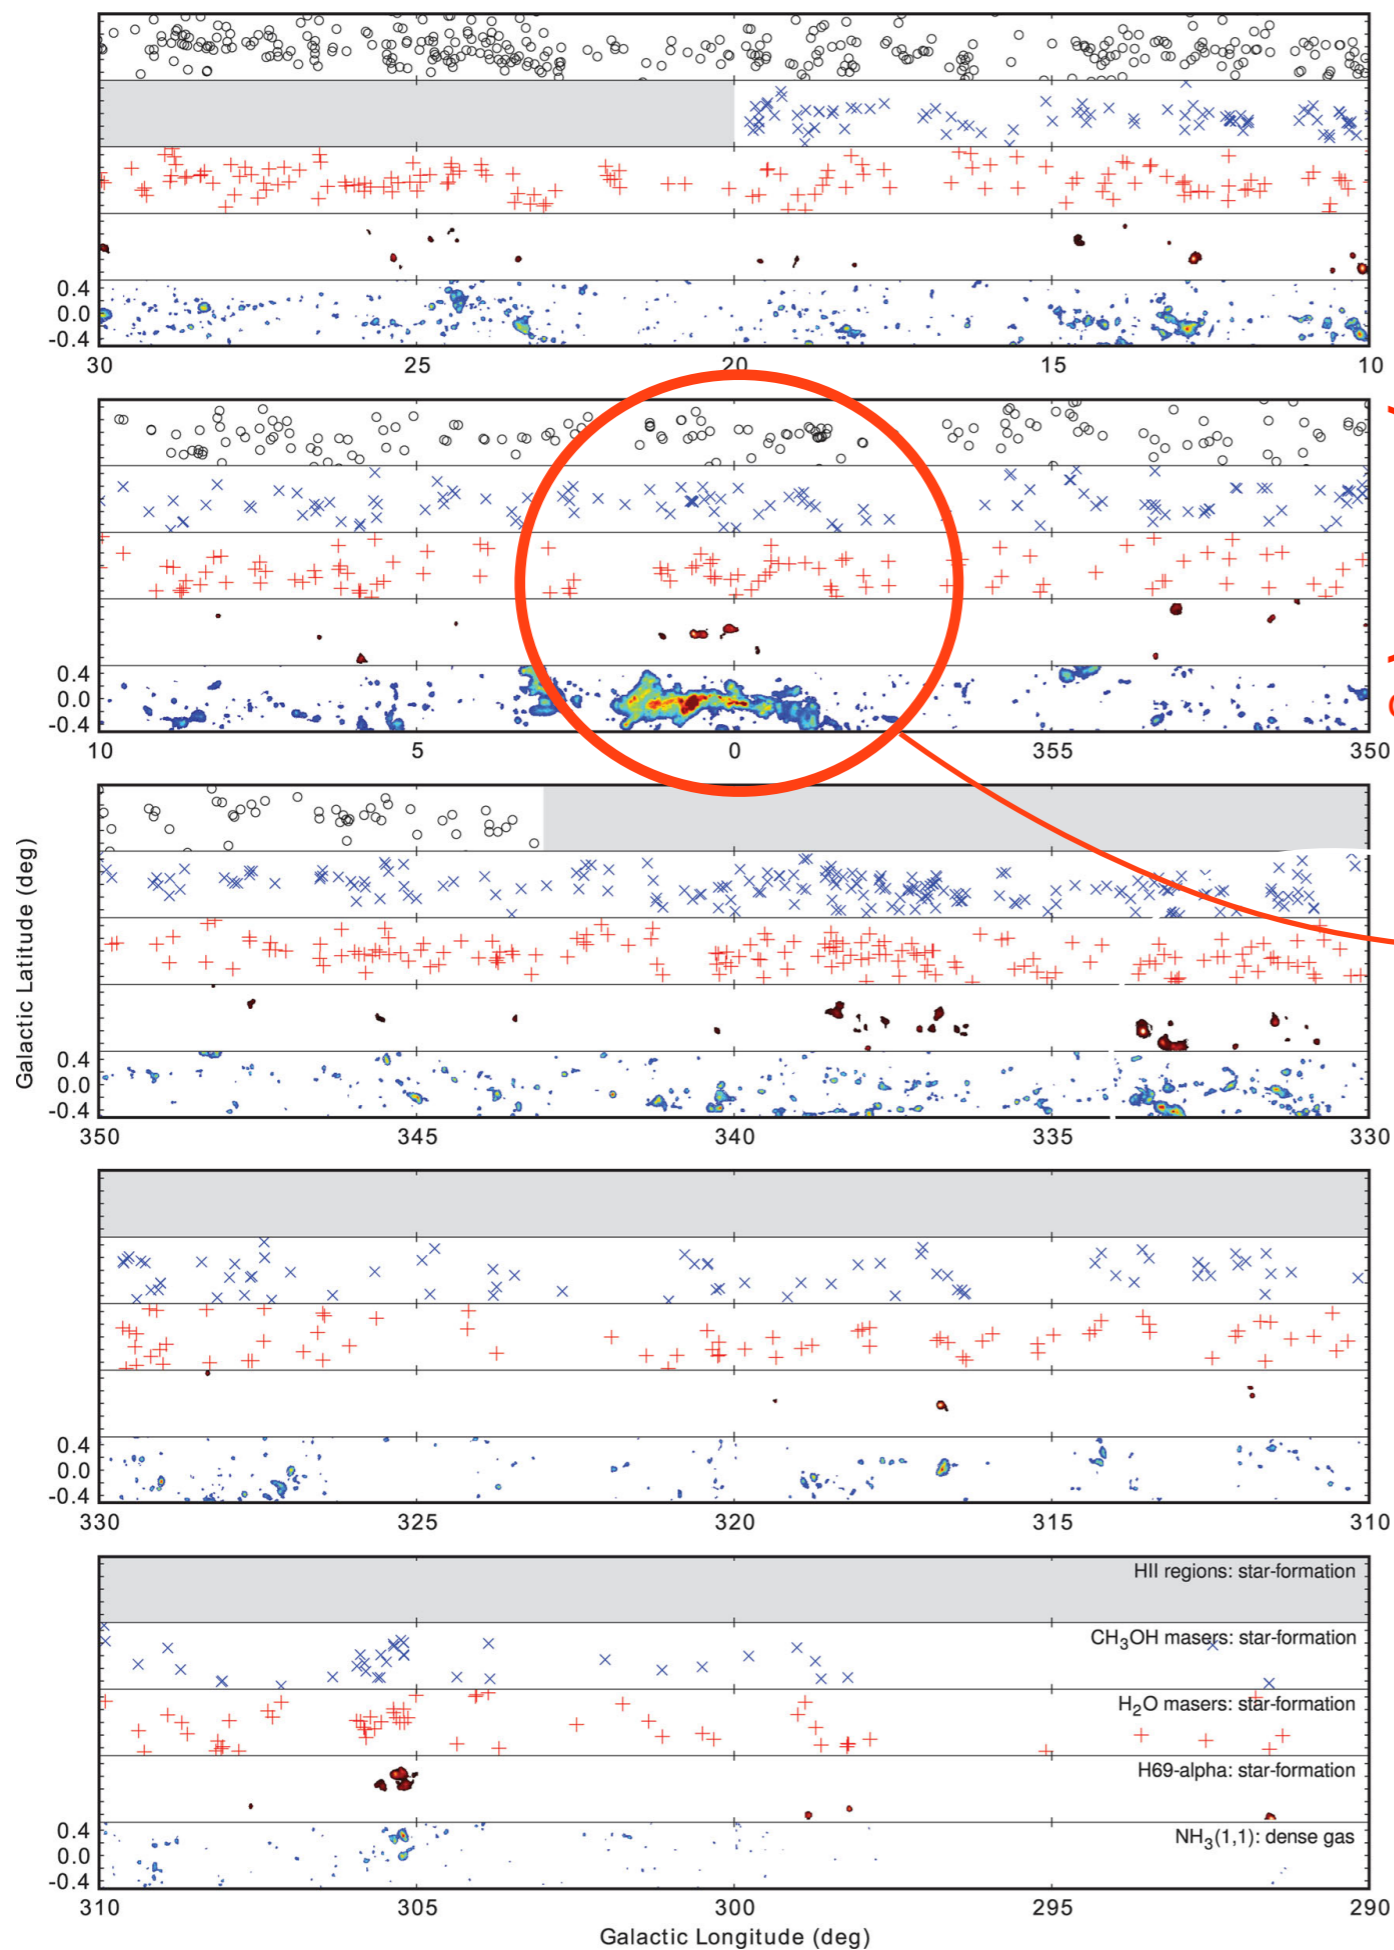 0.4
0.0
-0.4
30 25 20 15 10
0.4
0.0
-0.4
10 5 0 355 350
Galactic Latitude (deg)
0.4
0.0
-0.4
350 345 340 335 330
0.4
0.0
-0.4
330 325 320 315 310
HII regions: star-formation
CH₃OH masers: star-formation
H₂O masers: star-formation
H69-alpha: star-formation
NH₃(1,1): dense gas
0.4
0.0
-0.4
310 305 300 295 290
Galactic Longitude (deg)